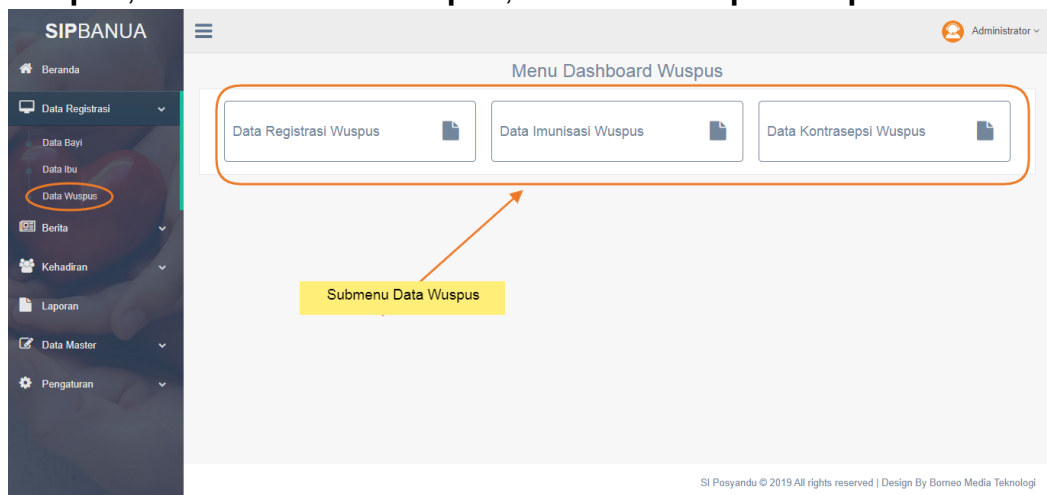 SIPBANUA
Administrator
Beranda
Menu Dashboard Wuspus
Data Registrasi
Data Registrasi Wuspus
Data Imunisasi Wuspus
Data Kontrasepsi Wuspus
Data Bayi
Data Ibu
Data Wuspus
Berita
Kehadiran
Submenu Data Wuspus
Laporan
Data Master
Pengaturan
SI Posyandu © 2019 All rights reserved | Design By Borneo Media Teknologi